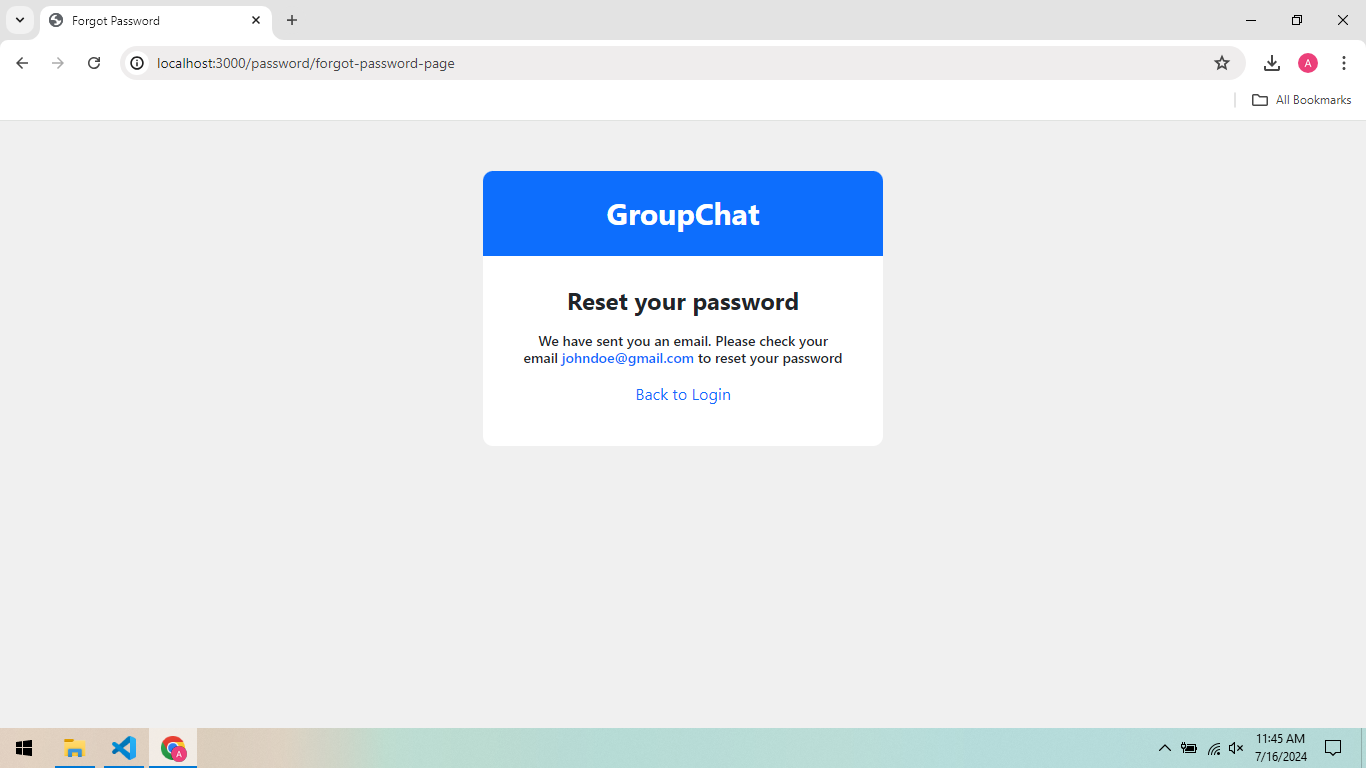 Forgot Password
localhost:3000/password/forgot-password-page
A
All Bookmarks
GroupChat
Reset your password
We have sent you an email. Please check your
email johndoe@gmail.com to reset your password
Back to Login
A
11:45 AM
7/16/2024